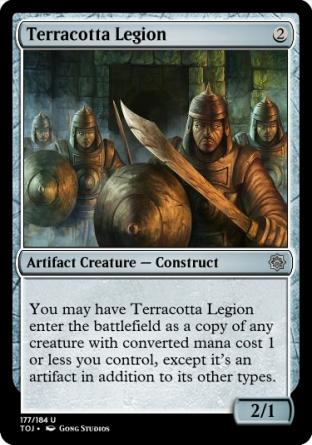 Terracotta Legion 2
Artifact Creature — Construct
You may have Terracotta Legion
enter the battlefield as a copy of any
creature with converted mana cost 1
or less you control, except it's an
artifact in addition to its other types.
2/1
177/184 U
TOJ • Gong Studios